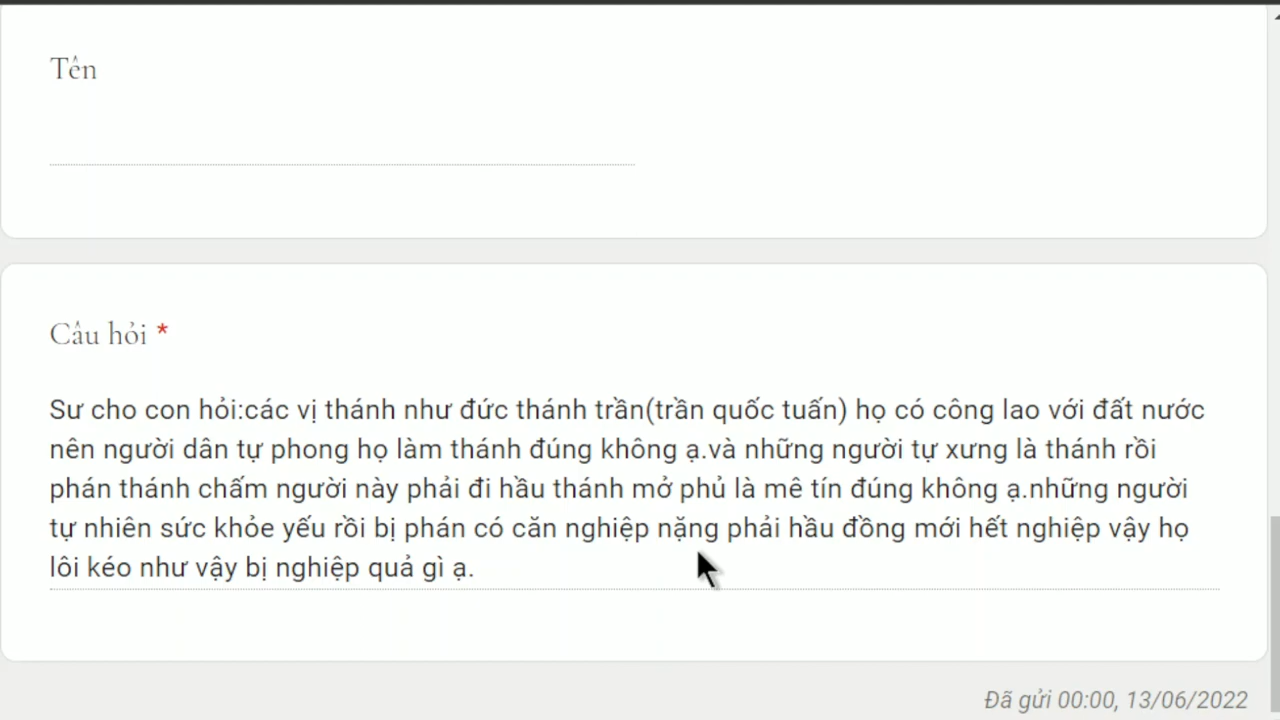 Tên
Câu hỏi *
Sư cho con hỏi:các vị thánh như đức thánh trần(trần quốc tuấn) họ có công lao với đất nước
nên người dân tự phong họ làm thánh đúng không ạ.và những người tự xưng là thánh rồi
phán thánh chấm người này phải đi hầu thánh mở phủ là mê tín đúng không ạ.những người
tự nhiên sức khỏe yếu rồi bị phán có căn nghiệp nặng phải hầu đồng mới hết nghiệp vậy họ
lôi kéo như vậy bị nghiệp quả gì ạ.
Đã gửi 00:00, 13/06/2022